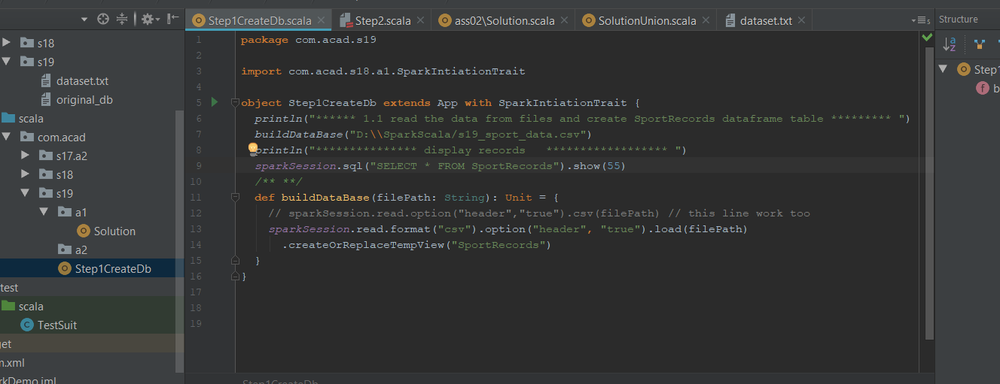 Step1CreateDb.scala
Step2.scala
ass02\Solution.scala
SolutionUnion.scala
dataset.txt
Structure
s18
s19
dataset.txt
original_db
scala
com.acad
s17.a2
s18
s19
a1
Solution
a2
Step1CreateDb
test
scala
TestSuit
get
m.xml
rkDemo.iml
1 package com.acad.s19
2
3 import com.acad.s18.a1.SparkIntiationTrait
4
5 object Step1CreateDb extends App with SparkIntiationTrait {
6 println("****** 1.1 read the data from files and create SportRecords dataframe table ********* ")
7 buildDataBase("D:\\SparkScala/s19_sport_data.csv")
8 println("*************** display records ****************** ")
9 sparkSession.sql("SELECT * FROM SportRecords").show(55)
10 /** **/
11 def buildDataBase(filePath: String): Unit = {
12 // sparkSession.read.option("header","true").csv(filePath) // this line work too
13 sparkSession.read.format("csv").option("header", "true").load(filePath)
14 .createOrReplaceTempView("SportRecords")
15 }
16 }
17
18
19
Step1CreateDb
a
z
Step1
f b